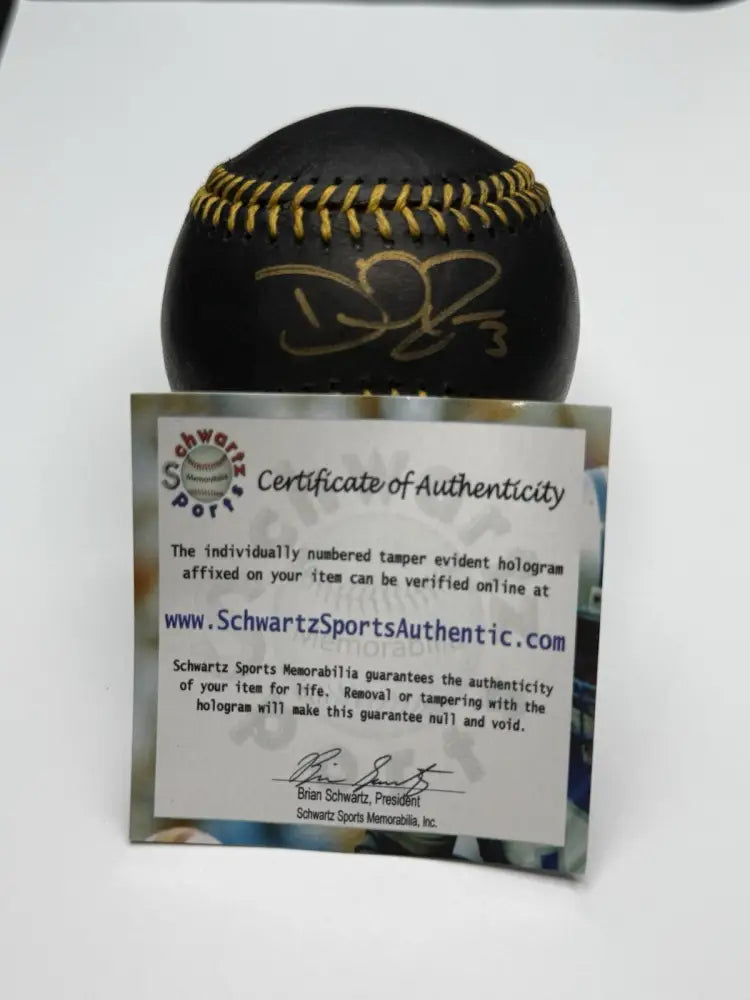 3
Schwartz
Memorabilia
Sports
Certificate of Authenticity
The individually numbered tamper evident hologram
affixed on your item can be verified online at
www.SchwartzSportsAuthentic.com
Schwartz Sports Memorabilia guarantees the authenticity
of your item for life. Removal or tampering with the
hologram will make this guarantee null and void.
Brian Schwartz, President
Schwartz Sports Memorabilia, Inc.